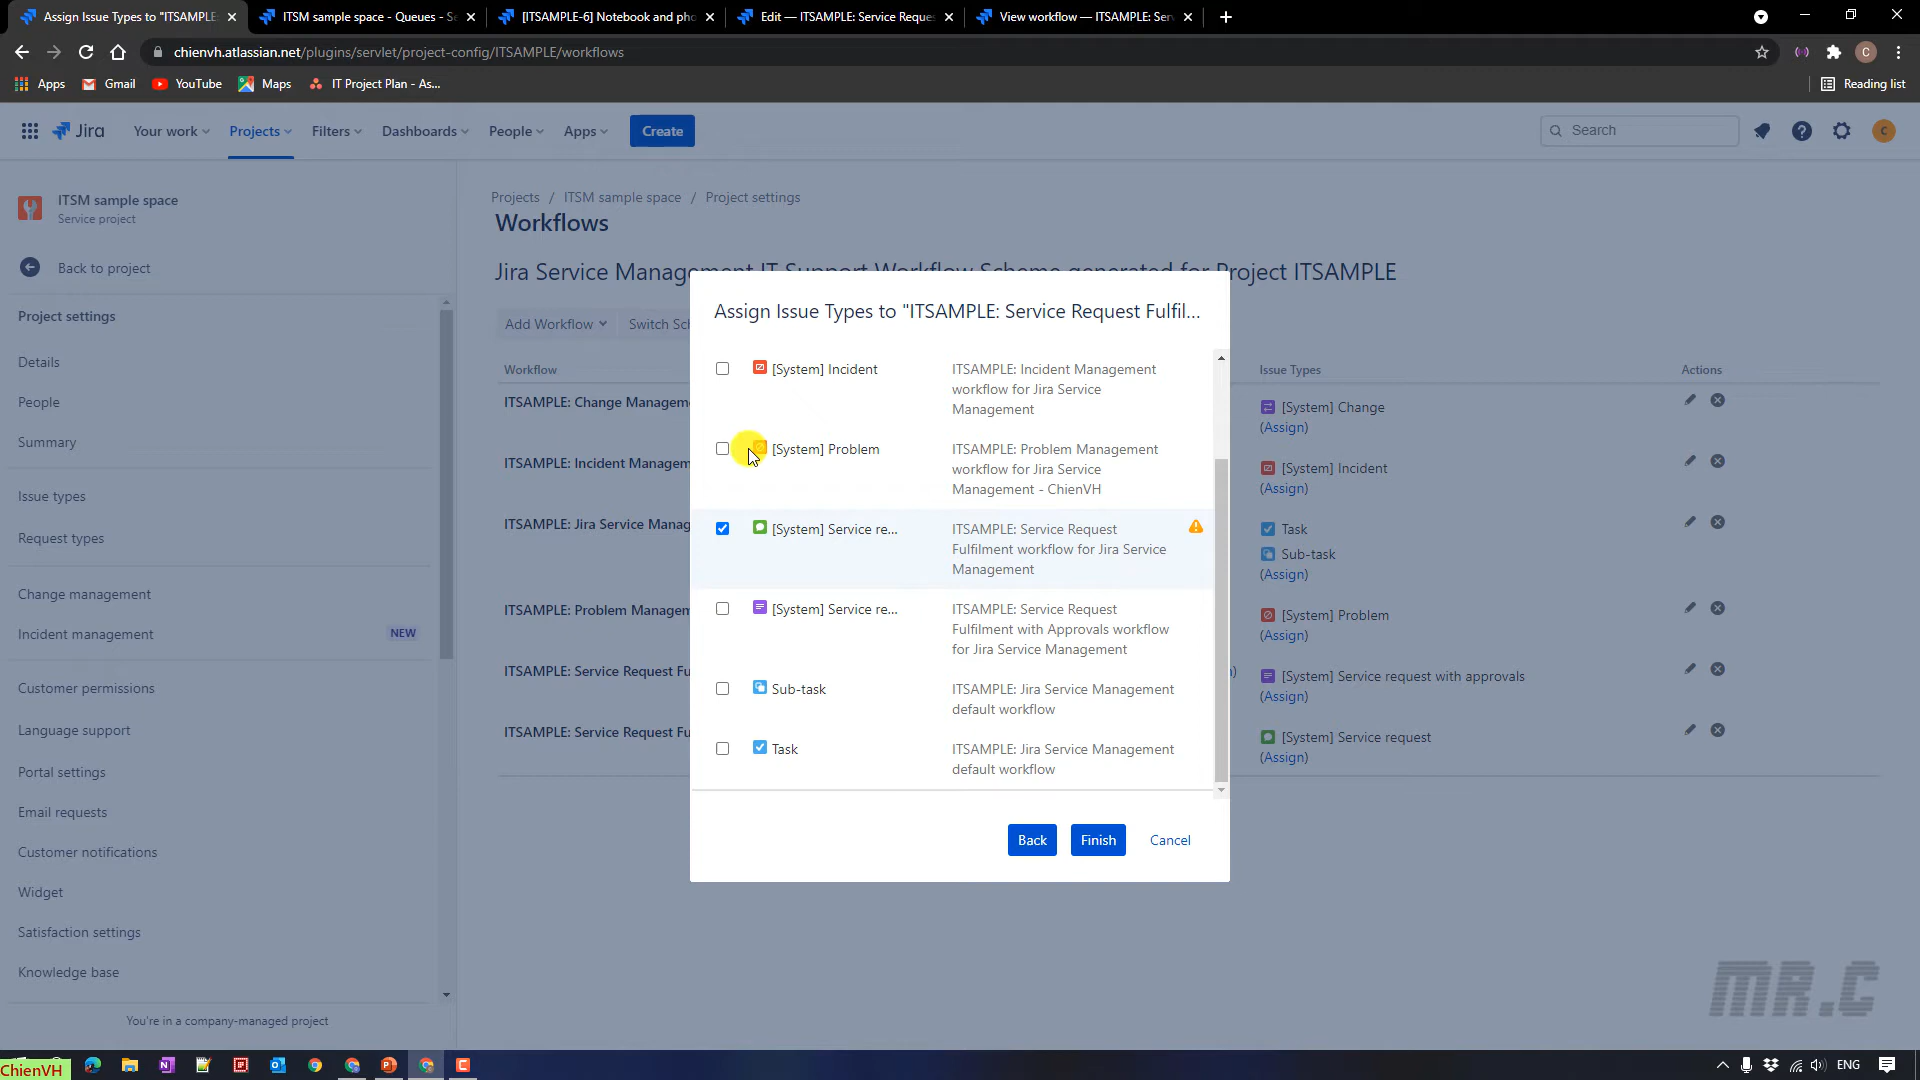 Assign Issue Types to "ITSAMPLE:
ITSM sample space - Queues - Se
[ITSAMPLE-6] Notebook and pho
Edit — ITSAMPLE: Service Reques
View workflow — ITSAMPLE: Ser
chienvh.atlassian.net/plugins/servlet/project-config/ITSAMPLE/workflows
C
Apps
Gmail
YouTube
Maps
IT Project Plan - As...
Reading list
Jira
Your work
Projects
Filters
Dashboards
People
Apps
Create
Search
C
ITSM sample space
Service project
Back to project
Project settings
Details
People
Summary
Issue types
Request types
Change management
Incident management
NEW
Customer permissions
Language support
Portal settings
Email requests
Customer notifications
Widget
Satisfaction settings
Knowledge base
You're in a company-managed project
Projects / ITSM sample space / Project settings
Workflows
Jira Service Management IT Support Workflow Scheme generated for Project ITSAMPLE
Add Workflow
Switch Sch
Workflow
Issue Types
Actions
ITSAMPLE: Change Managem
[System] Change
(Assign)
ITSAMPLE: Incident Managem
[System] Incident
(Assign)
ITSAMPLE: Jira Service Manag
Task
Sub-task
(Assign)
ITSAMPLE: Problem Managem
[System] Problem
(Assign)
ITSAMPLE: Service Request Fu
)
[System] Service request with approvals
(Assign)
ITSAMPLE: Service Request Fu
[System] Service request
(Assign)
Assign Issue Types to "ITSAMPLE: Service Request Fulfil...
[System] Incident
ITSAMPLE: Incident Management
workflow for Jira Service
Management
[System] Problem
ITSAMPLE: Problem Management
workflow for Jira Service
Management - ChienVH
[System] Service re...
ITSAMPLE: Service Request
Fulfilment workflow for Jira Service
Management
[System] Service re...
ITSAMPLE: Service Request
Fulfilment with Approvals workflow
for Jira Service Management
Sub-task
ITSAMPLE: Jira Service Management
default workflow
Task
ITSAMPLE: Jira Service Management
default workflow
Back
Finish
Cancel
MR.C
ChienVH
ENG